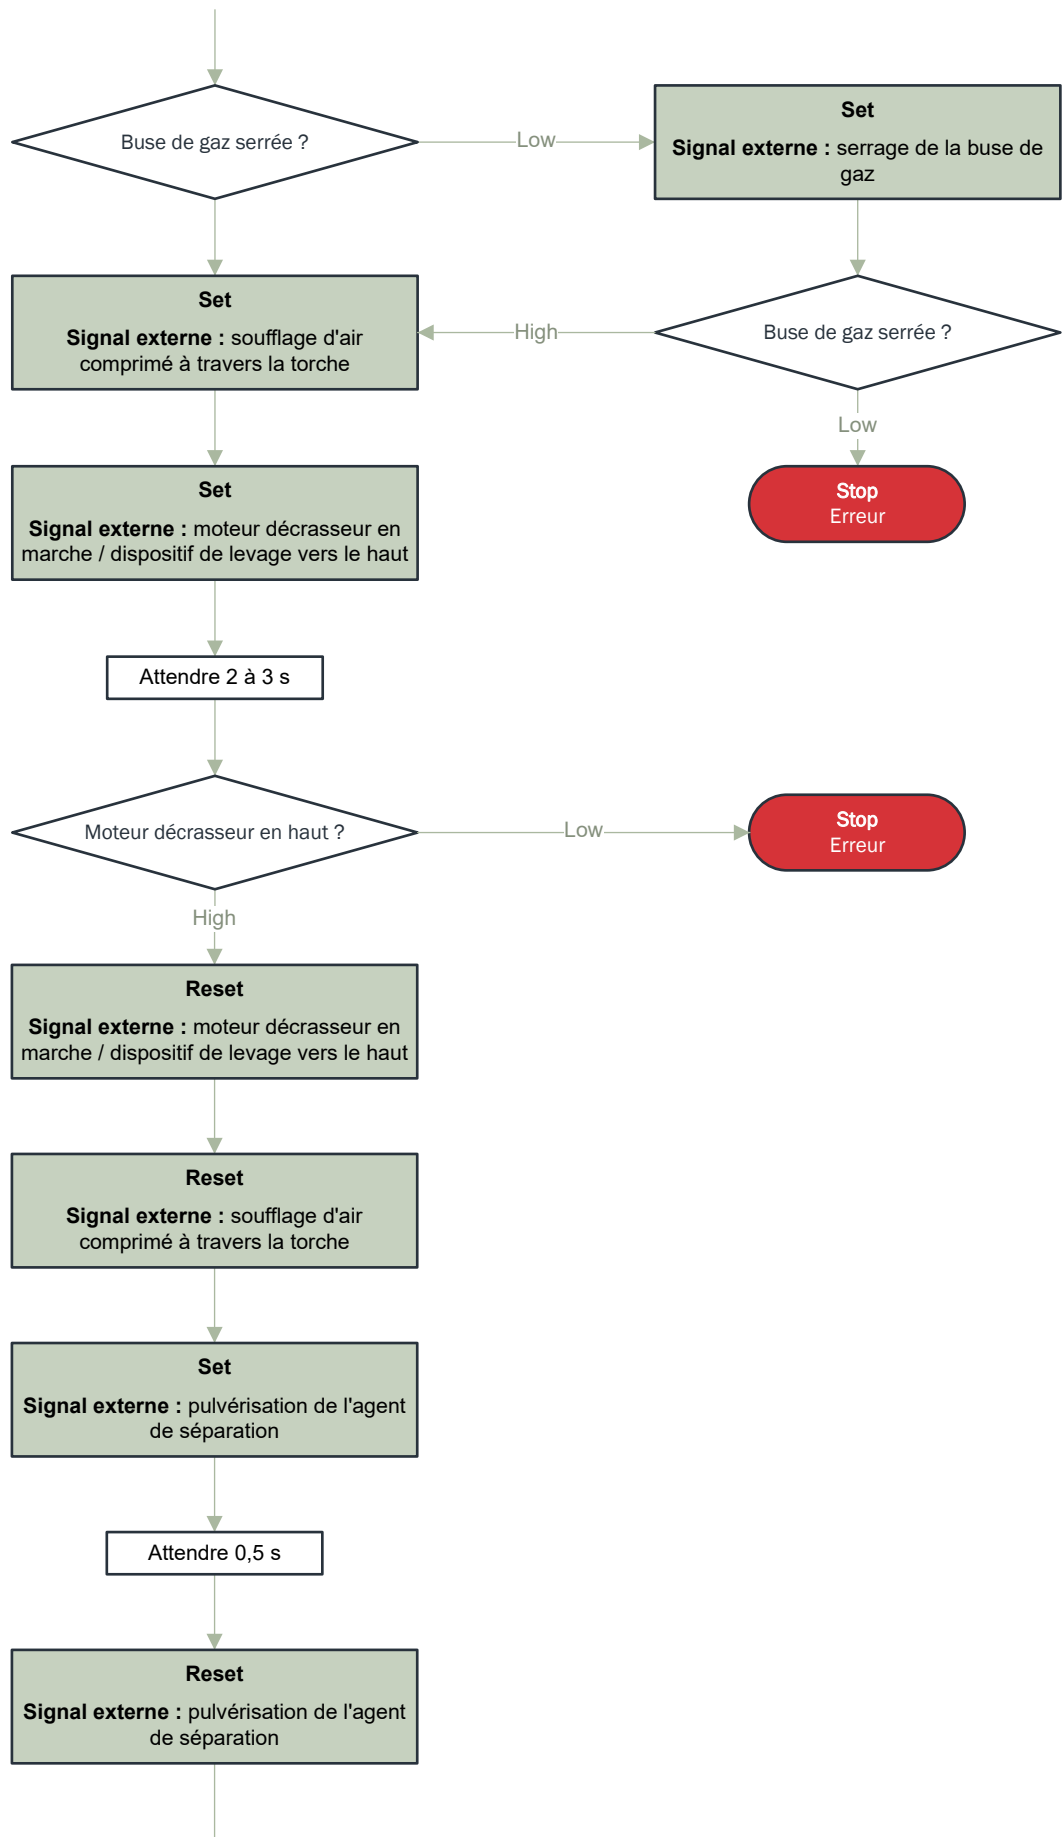 Buse de gaz serrée ?
Low
Set
Signal externe : serrage de la buse de
gaz
Set
Signal externe : soufflage d'air
comprimé à travers la torche
High
Buse de gaz serrée ?
Low
Stop
Erreur
Set
Signal externe : moteur décrasseur en
marche / dispositif de levage vers le haut
Attendre 2 à 3 s
Moteur décrasseur en haut ?
Low
Stop
Erreur
High
Reset
Signal externe : moteur décrasseur en
marche / dispositif de levage vers le haut
Reset
Signal externe : soufflage d'air
comprimé à travers la torche
Set
Signal externe : pulvérisation de l'agent
de séparation
Attendre 0,5 s
Reset
Signal externe : pulvérisation de l'agent
de séparation